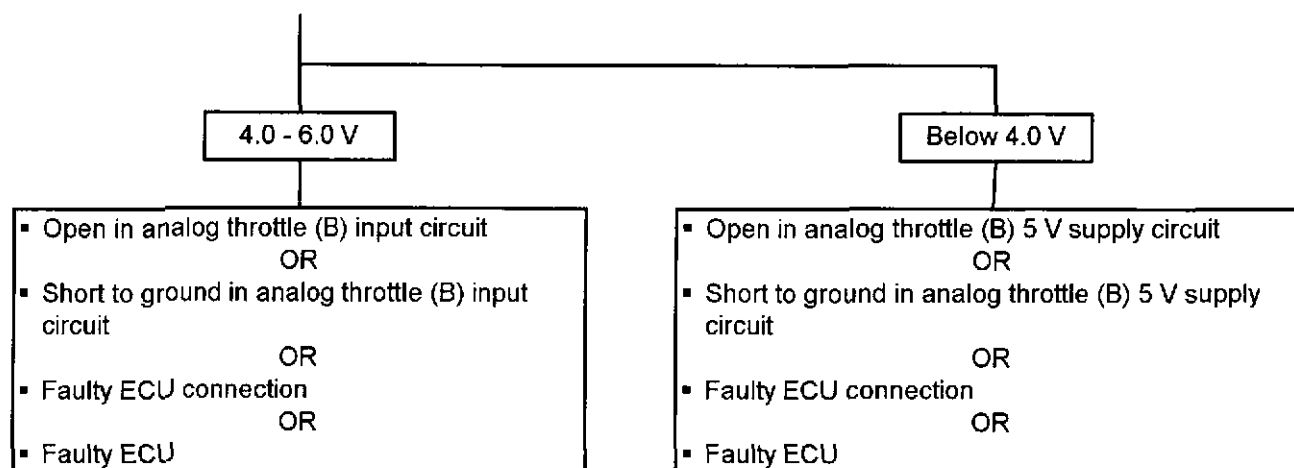 4.0 - 6.0 V
Below 4.0 V
▪ Open in analog throttle (B) input circuit
OR
▪ Short to ground in analog throttle (B) input
circuit
OR
▪ Faulty ECU connection
OR
▪ Faulty ECU
▪ Open in analog throttle (B) 5 V supply circuit
OR
▪ Short to ground in analog throttle (B) 5 V supply
circuit
OR
▪ Faulty ECU connection
OR
▪ Faulty ECU